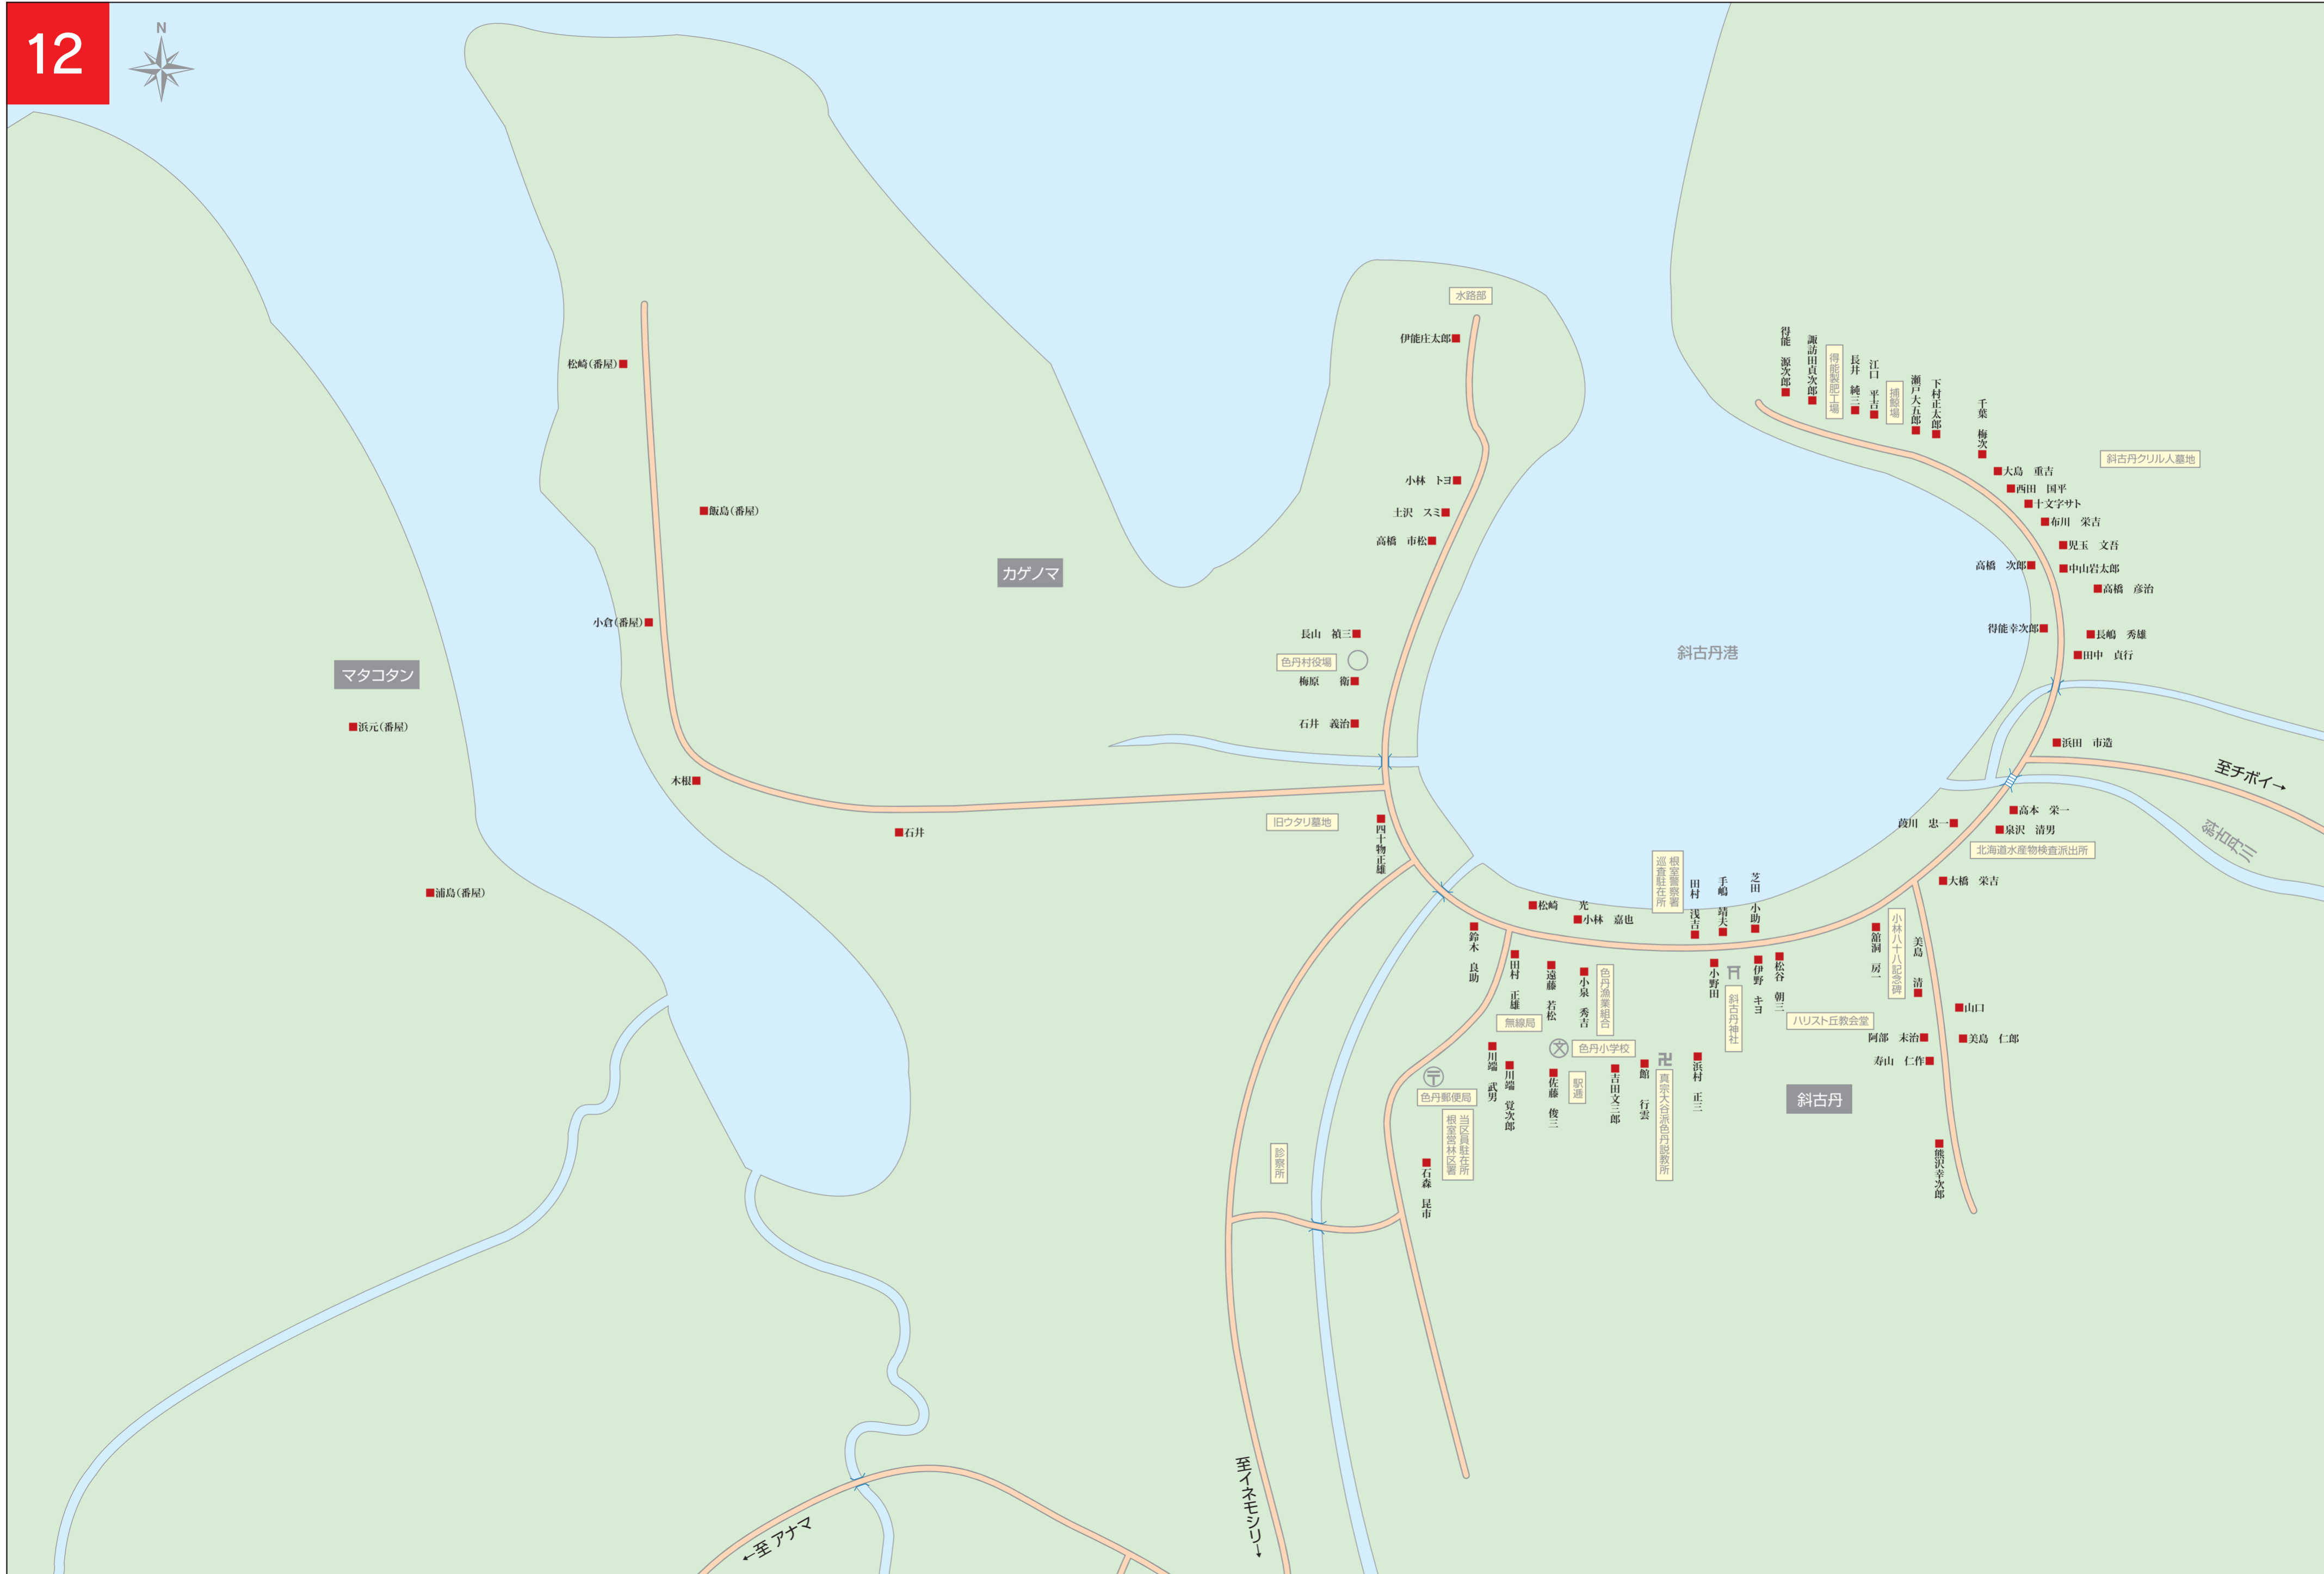 12
N
松崎(番屋)
飯島(番屋)
小倉(番屋)
マタコタン
浜元(番屋)
木根
石井
浦島(番屋)
カゲノマ
水路部
伊能庄太郎
小林 トヨ
土沢 スミ
高橋 市松
長山 禎三
色丹村役場
梅原 衛
石井 義治
旧ウタリ墓地
四十物正雄
斜古丹港
得能 源次郎
諏訪田貞次郎
得能製肥工場
長井 純三
江口 平吉
捕鯨場
瀬戸大五郎
下村正太郎
千葉 梅次
斜古丹クリル人墓地
大島 重吉
西田 国平
十文字サト
布川 栄吉
児玉 文吾
高橋 次郎
中山岩太郎
高橋 彦治
得能幸次郎
長嶋 秀雄
田中 貞行
浜田 市造
至チボイ→
高本 栄一
葭川 忠一
泉沢 清男
北海道水産物検査派出所
斜古丹川
大橋 栄吉
根室警察署
巡査駐在所
田村 浅吉
手嶋 靖夫
芝田 小助
松崎 光
小林 嘉也
鈴木 良助
田村 正雄
遠藤 若松
小泉 秀吉
色丹漁業組合
小野田
斜古丹神社
伊野 キヨ
松谷 朝三
舘洞 房一
小林八十八記念碑
美島 清
ハリスト丘教会堂
山口
阿部 末治
美島 仁郎
寿山 仁作
無線局
色丹小学校
文
川端 武男
川端 覚次郎
佐藤 俊三
駅逓
吉田文三郎
館 行雲
卍
真宗大谷派色丹説教所
浜村 正三
斜古丹
〒
色丹郵便局
当区員駐在所
根室営林区署
診察所
石森 昆市
熊沢幸次郎
至イネモシリ→
←至 アナマ